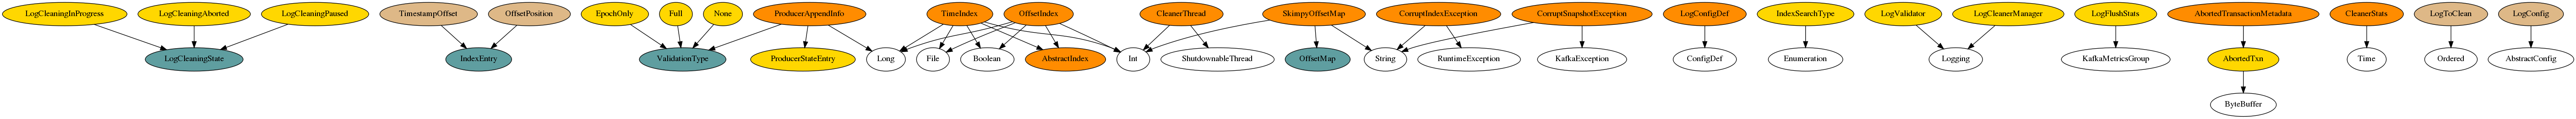 LogCleaningInProgress
LogCleaningAborted
LogCleaningPaused
TimestampOffset
OffsetPosition
EpochOnly
Full
None
ProducerAppendInfo
TimeIndex
OffsetIndex
CleanerThread
SkimpyOffsetMap
CorruptIndexException
CorruptSnapshotException
LogConfigDef
IndexSearchType
LogValidator
LogCleanerManager
LogFlushStats
AbortedTransactionMetadata
CleanerStats
LogToClean
LogConfig
LogCleaningState
IndexEntry
ValidationType
ProducerStateEntry
Long
File
Boolean
AbstractIndex
Int
ShutdownableThread
OffsetMap
String
RuntimeException
KafkaException
ConfigDef
Enumeration
Logging
KafkaMetricsGroup
AbortedTxn
Time
Ordered
AbstractConfig
ByteBuffer